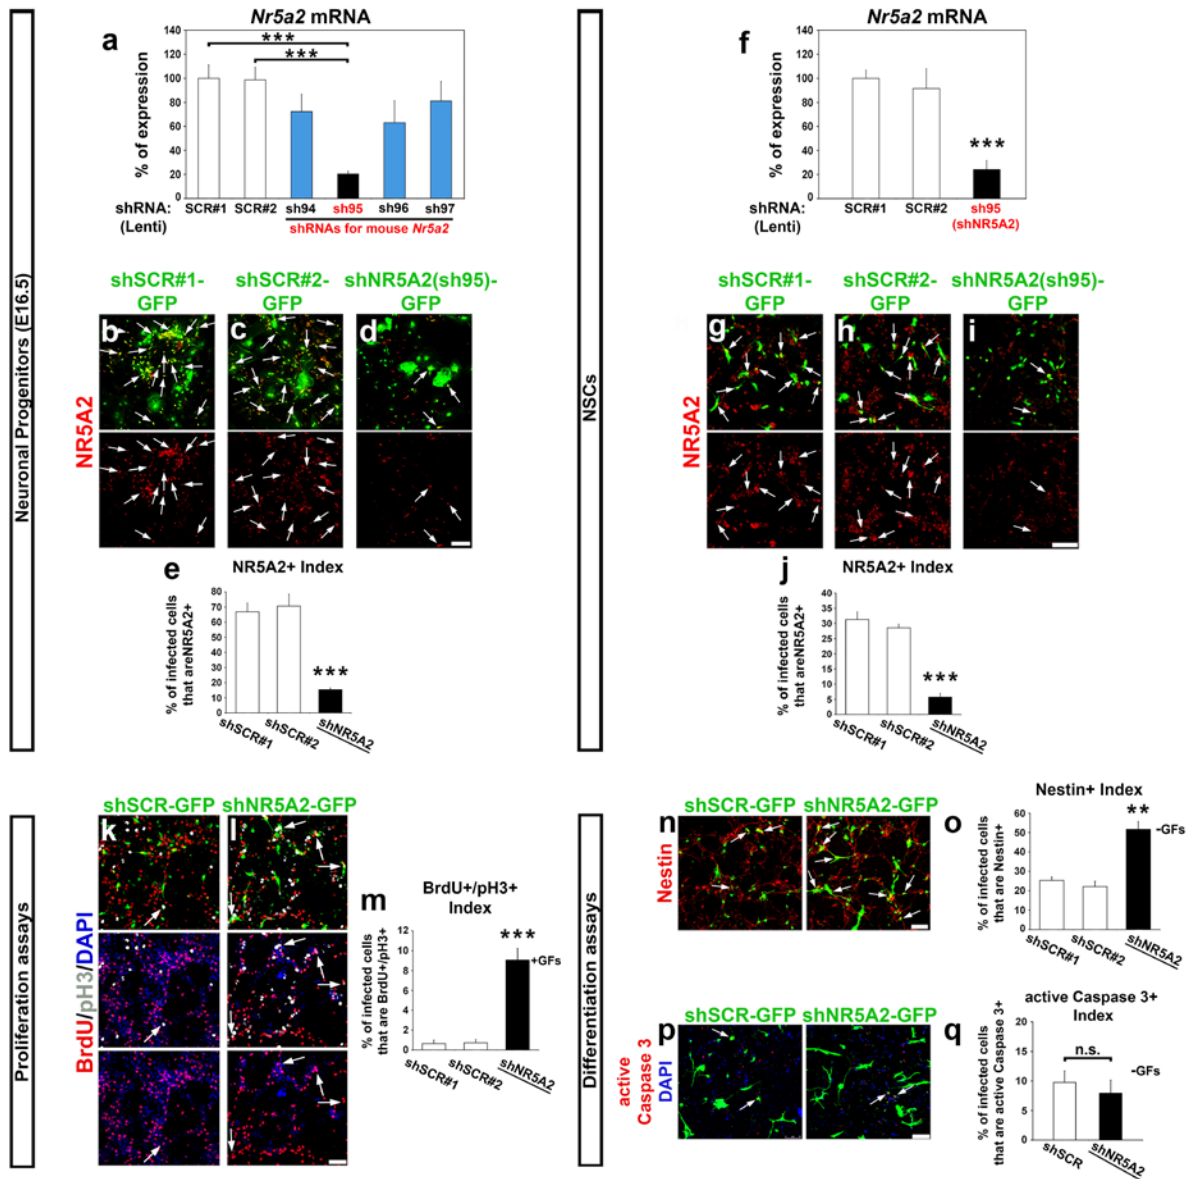 Neuronal Progenitors (E16.5)
a
Nr5a2 mRNA
% of expression
140
120
100
80
60
40
20
0
***
***
shRNA:
(Lenti)
SCR#1 SCR#2 sh94 sh95 sh96 sh97
shRNAs for mouse Nr5a2
shSCR#1-
GFP
shSCR#2-
GFP
shNR5A2(sh95)-
GFP
b
c
d
NR5A2
e
NR5A2+ Index
% of infected cells
that areNR5A2+
80
70
60
50
40
30
20
10
0
***
shSCR#1
shSCR#2
shNR5A2
NSCs
f
Nr5a2 mRNA
% of expression
140
120
100
80
60
40
20
0
***
shRNA:
(Lenti)
SCR#1 SCR#2 sh95
(shNR5A2)
shSCR#1-
GFP
shSCR#2-
GFP
shNR5A2(sh95)-
GFP
g
h
i
NR5A2
j
NR5A2+ Index
% of infected cells
that areNR5A2+
40
35
30
25
20
15
10
5
0
***
shSCR#1
shSCR#2
shNR5A2
Proliferation assays
shSCR-GFP shNR5A2-GFP
k
l
BrdU/pH3/DAPI
m
BrdU+/pH3+
Index
% of infected cells
that are BrdU+/pH3+
12
10
8
6
4
2
0
***
+GFs
shSCR#1
shSCR#2
shNR5A2
Differentiation assays
shSCR-GFP shNR5A2-GFP
n
Nestin
o
Nestin+ Index
% of infected cells
that are Nestin+
60
50
40
30
20
10
0
**
-GFs
shSCR#1
shSCR#2
shNR5A2
shSCR-GFP shNR5A2-GFP
p
active
Caspase 3
DAPI
q
active Caspase 3+
Index
% of infected cells
that are active Caspase 3+
20
15
10
5
0
n.s.
-GFs
shSCR
shNR5A2